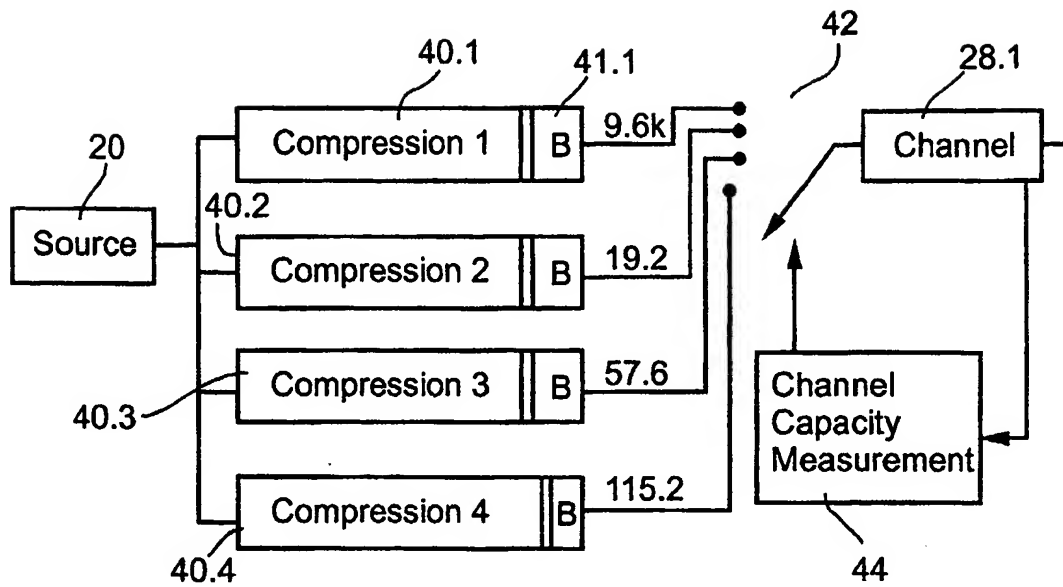 42
40.1
41.1
28.1
Compression 1
B
9.6k
Channel
20
40.2
Source
Compression 2
B
19.2
40.3
Compression 3
B
57.6
Channel
Capacity
Measurement
Compression 4
B
115.2
40.4
44